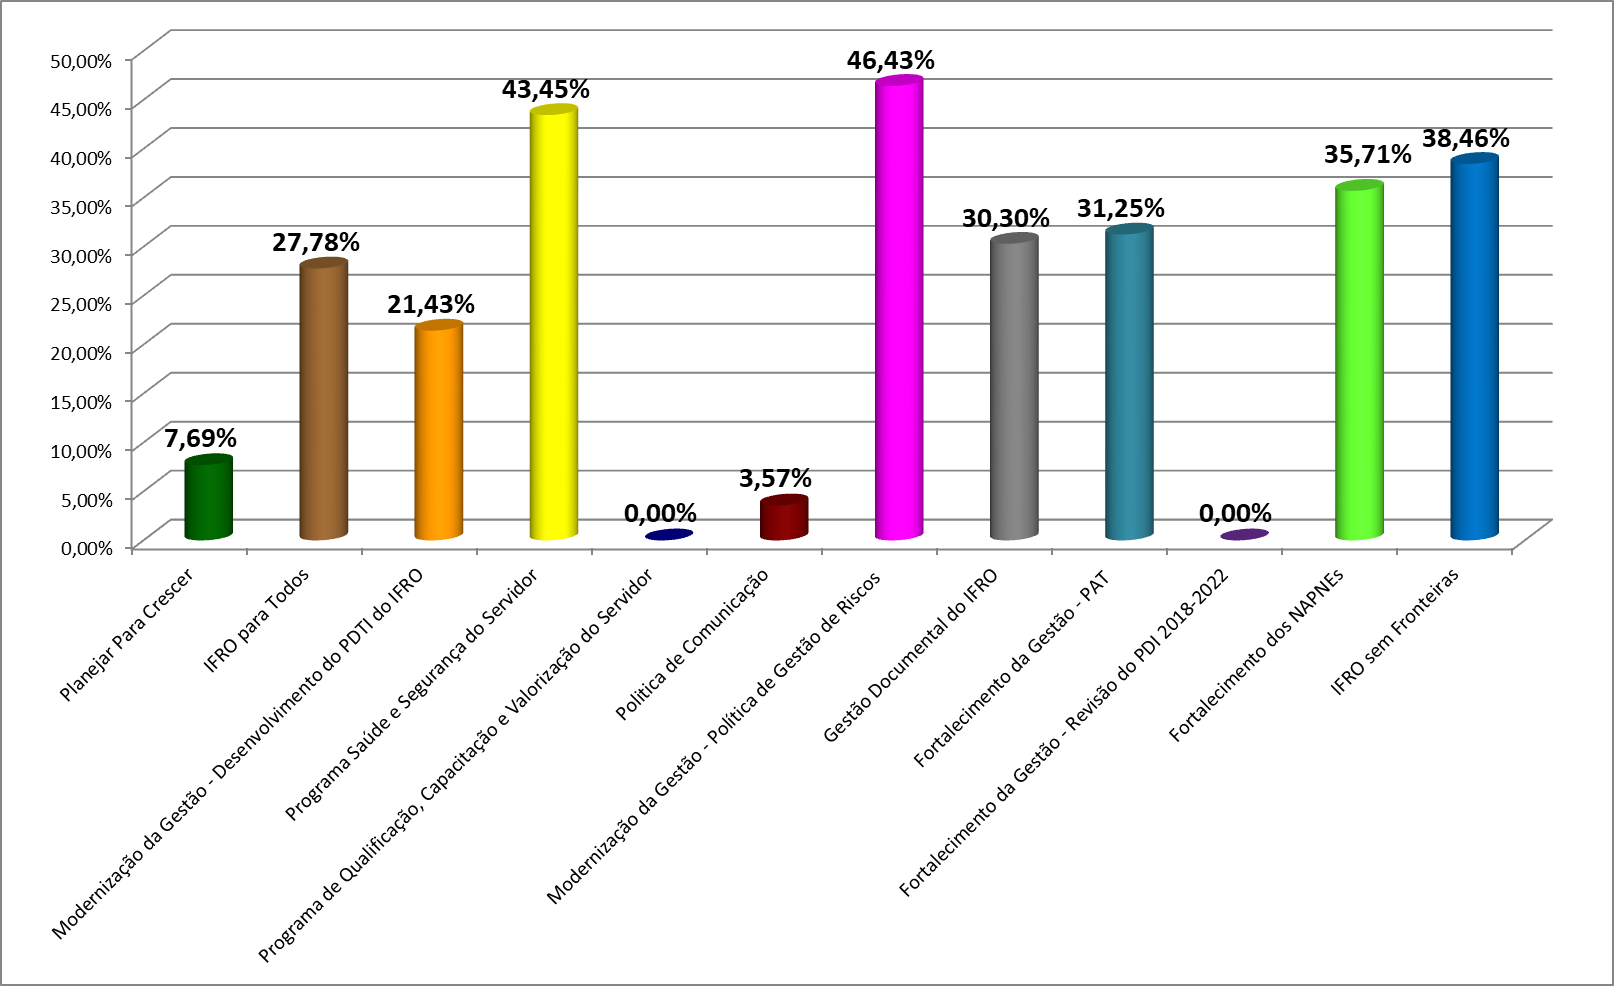 50,00%
45,00%
40,00%
35,00%
30,00%
25,00%
20,00%
15,00%
10,00%
5,00%
0,00%
7,69%
27,78%
21,43%
43,45%
0,00%
3,57%
46,43%
30,30%
31,25%
0,00%
35,71%
38,46%
Planejar Para Crescer
IFRO para Todos
Modernização da Gestão - Desenvolvimento do PDTI do IFRO
Programa Saúde e Segurança do Servidor
Programa de Qualificação, Capacitação e Valorização do Servidor
Política de Comunicação
Modernização da Gestão - Política de Gestão de Riscos
Gestão Documental do IFRO
Fortalecimento da Gestão - PAT
Fortalecimento da Gestão - Revisão do PDI 2018-2022
Fortalecimento dos NAPNEs
IFRO sem Fronteiras